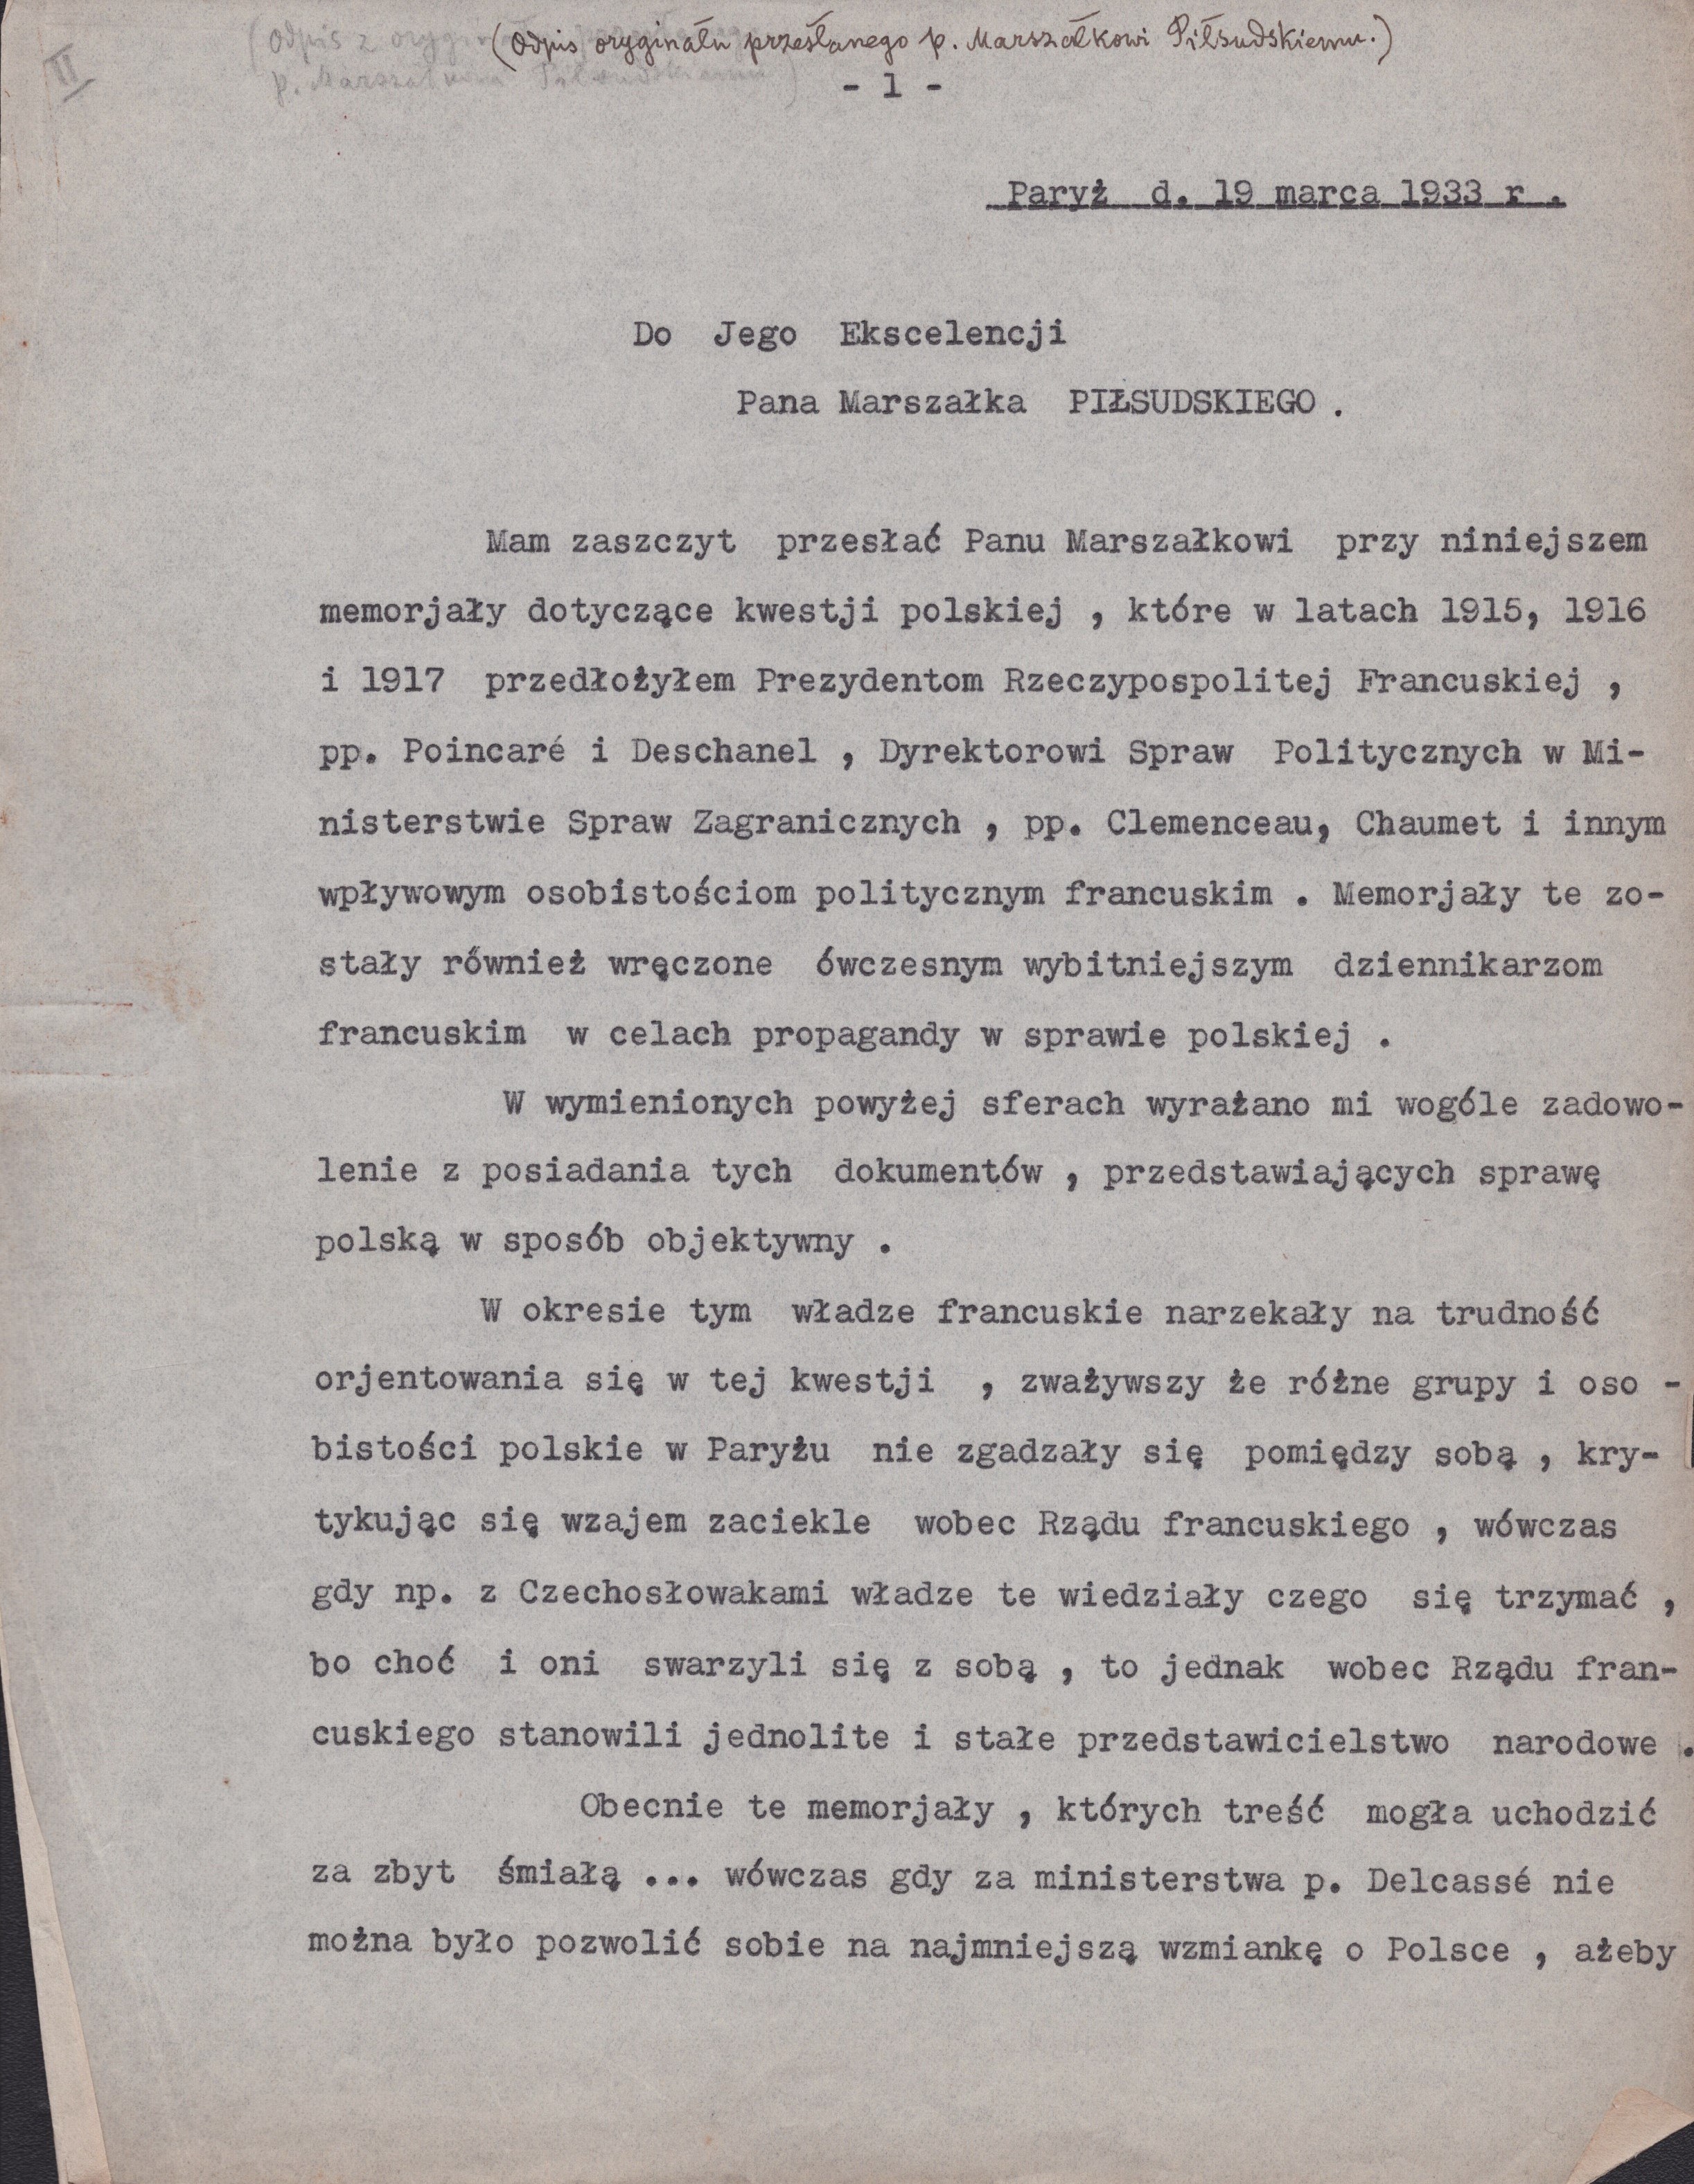 (Odpis oryginału przesłanego p. Marszałkowi Piłsudskiemu.)
(Odpis z
p. Marszałkowi Piłsudskiemu)
II
- 1 -
Paryż d. 19 marca 1933 r .
Do Jego Ekscelencji
Pana Marszałka PIŁSUDSKIEGO .
Mam zaszczyt przesłać Panu Marszałkowi przy niniejszem
memorjały dotyczące kwestji polskiej , które w latach 1915, 1916
i 1917 przedłożyłem Prezydentom Rzeczypospolitej Francuskiej ,
pp. Poincaré i Deschanel , Dyrektorowi Spraw Politycznych w Mi-
nisterstwie Spraw Zagranicznych , pp. Clemenceau, Chaumet i innym
wpływowym osobistościom politycznym francuskim . Memorjały te zo-
stały również wręczone ówczesnym wybitniejszym dziennikarzom
francuskim w celach propagandy w sprawie polskiej .
W wymienionych powyżej sferach wyrażano mi wogóle zadowo-
lenie z posiadania tych dokumentów , przedstawiających sprawę
polską w sposób objektywny .
W okresie tym władze francuskie narzekały na trudność
orjentowania się w tej kwestji , zważywszy że różne grupy i oso -
bistości polskie w Paryżu nie zgadzały się pomiędzy sobą , kry-
tykując się wzajem zaciekle wobec Rządu francuskiego , wówczas
gdy np. z Czechosłowakami władze te wiedziały czego się trzymać ,
bo choć i oni swarzyli się z sobą , to jednak wobec Rządu fran-
cuskiego stanowili jednolite i stałe przedstawicielstwo narodowe .
Obecnie te memorjały , których treść mogła uchodzić
za zbyt śmiałą ... wówczas gdy za ministerstwa p. Delcassé nie
można było pozwolić sobie na najmniejszą wzmiankę o Polsce , ażeby